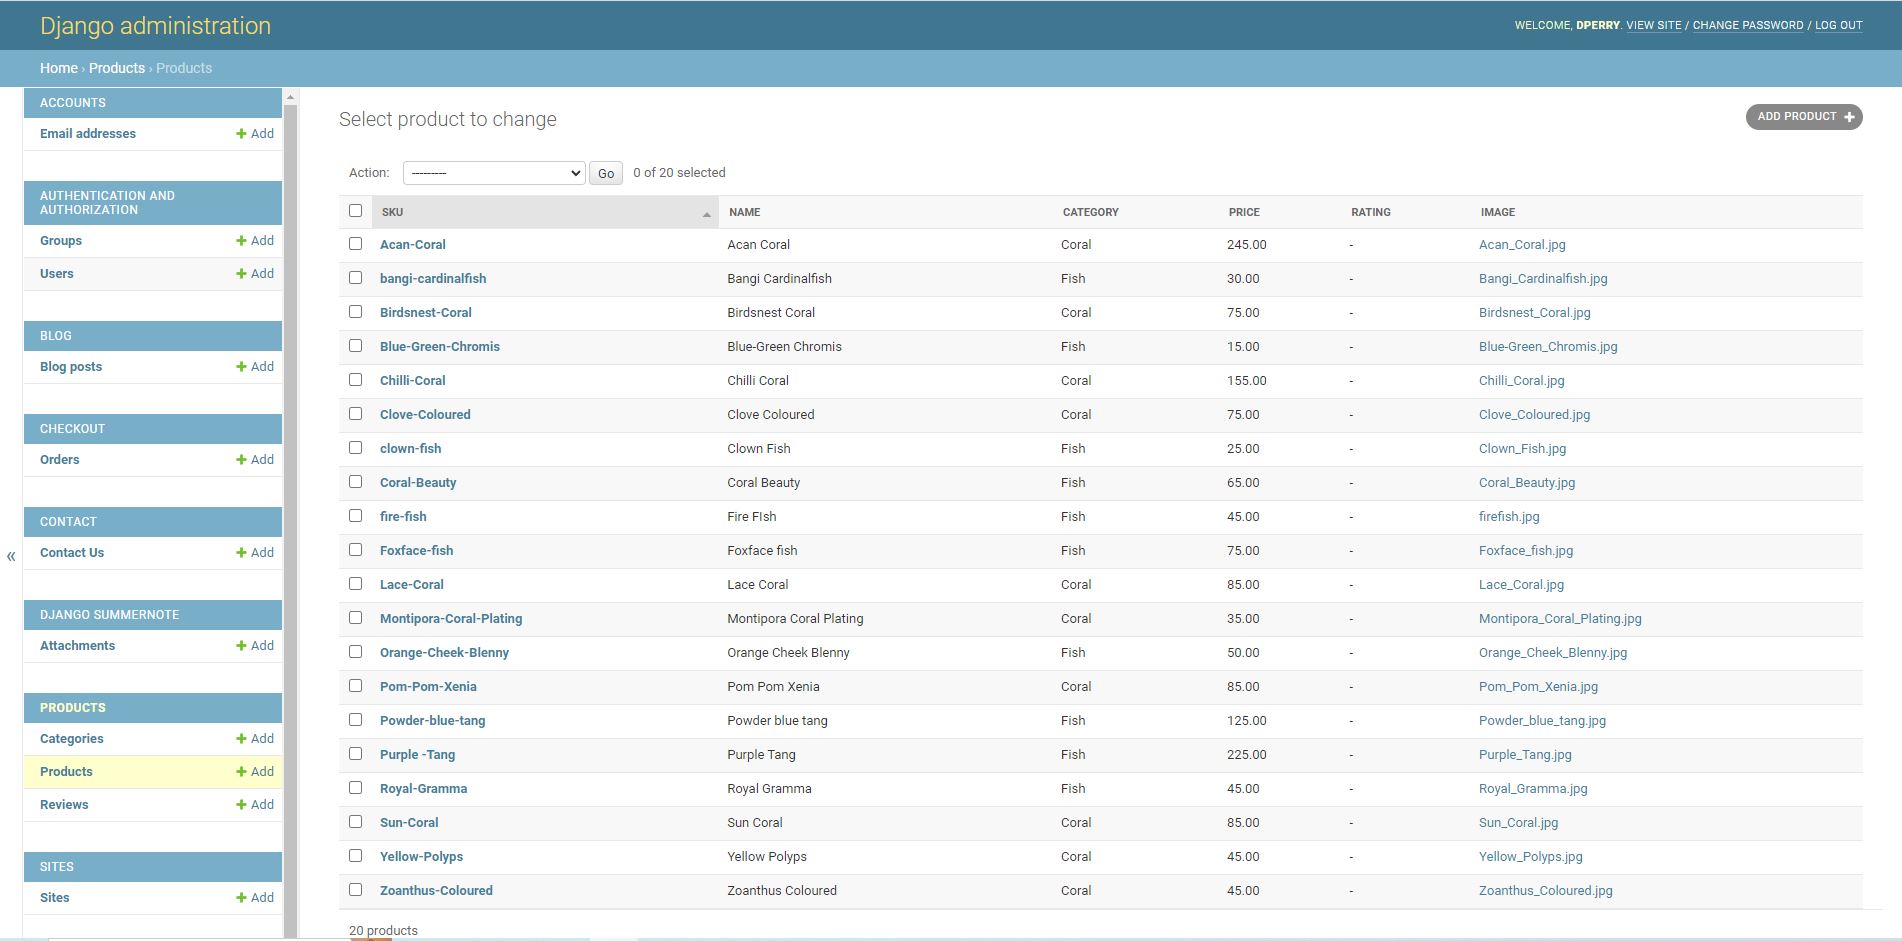 Django administration
WELCOME, DPERRY. VIEW SITE / CHANGE PASSWORD / LOG OUT
Home › Products › Products
ACCOUNTS
Email addresses + Add
AUTHENTICATION AND
AUTHORIZATION
Groups + Add
Users + Add
BLOG
Blog posts + Add
CHECKOUT
Orders + Add
CONTACT
Contact Us + Add
«
DJANGO SUMMERNOTE
Attachments + Add
PRODUCTS
Categories + Add
Products + Add
Reviews + Add
SITES
Sites + Add
Select product to change
ADD PRODUCT +
Action: --------- Go 0 of 20 selected
SKU NAME CATEGORY PRICE RATING IMAGE
Acan-Coral Acan Coral Coral 245.00 - Acan_Coral.jpg
bangi-cardinalfish Bangi Cardinalfish Fish 30.00 - Bangi_Cardinalfish.jpg
Birdsnest-Coral Birdsnest Coral Coral 75.00 - Birdsnest_Coral.jpg
Blue-Green-Chromis Blue-Green Chromis Fish 15.00 - Blue-Green_Chromis.jpg
Chilli-Coral Chilli Coral Coral 155.00 - Chilli_Coral.jpg
Clove-Coloured Clove Coloured Coral 75.00 - Clove_Coloured.jpg
clown-fish Clown Fish Fish 25.00 - Clown_Fish.jpg
Coral-Beauty Coral Beauty Fish 65.00 - Coral_Beauty.jpg
fire-fish Fire FIsh Fish 45.00 - firefish.jpg
Foxface-fish Foxface fish Fish 75.00 - Foxface_fish.jpg
Lace-Coral Lace Coral Coral 85.00 - Lace_Coral.jpg
Montipora-Coral-Plating Montipora Coral Plating Coral 35.00 - Montipora_Coral_Plating.jpg
Orange-Cheek-Blenny Orange Cheek Blenny Fish 50.00 - Orange_Cheek_Blenny.jpg
Pom-Pom-Xenia Pom Pom Xenia Coral 85.00 - Pom_Pom_Xenia.jpg
Powder-blue-tang Powder blue tang Fish 125.00 - Powder_blue_tang.jpg
Purple -Tang Purple Tang Fish 225.00 - Purple_Tang.jpg
Royal-Gramma Royal Gramma Fish 45.00 - Royal_Gramma.jpg
Sun-Coral Sun Coral Coral 85.00 - Sun_Coral.jpg
Yellow-Polyps Yellow Polyps Coral 45.00 - Yellow_Polyps.jpg
Zoanthus-Coloured Zoanthus Coloured Coral 45.00 - Zoanthus_Coloured.jpg
20 products